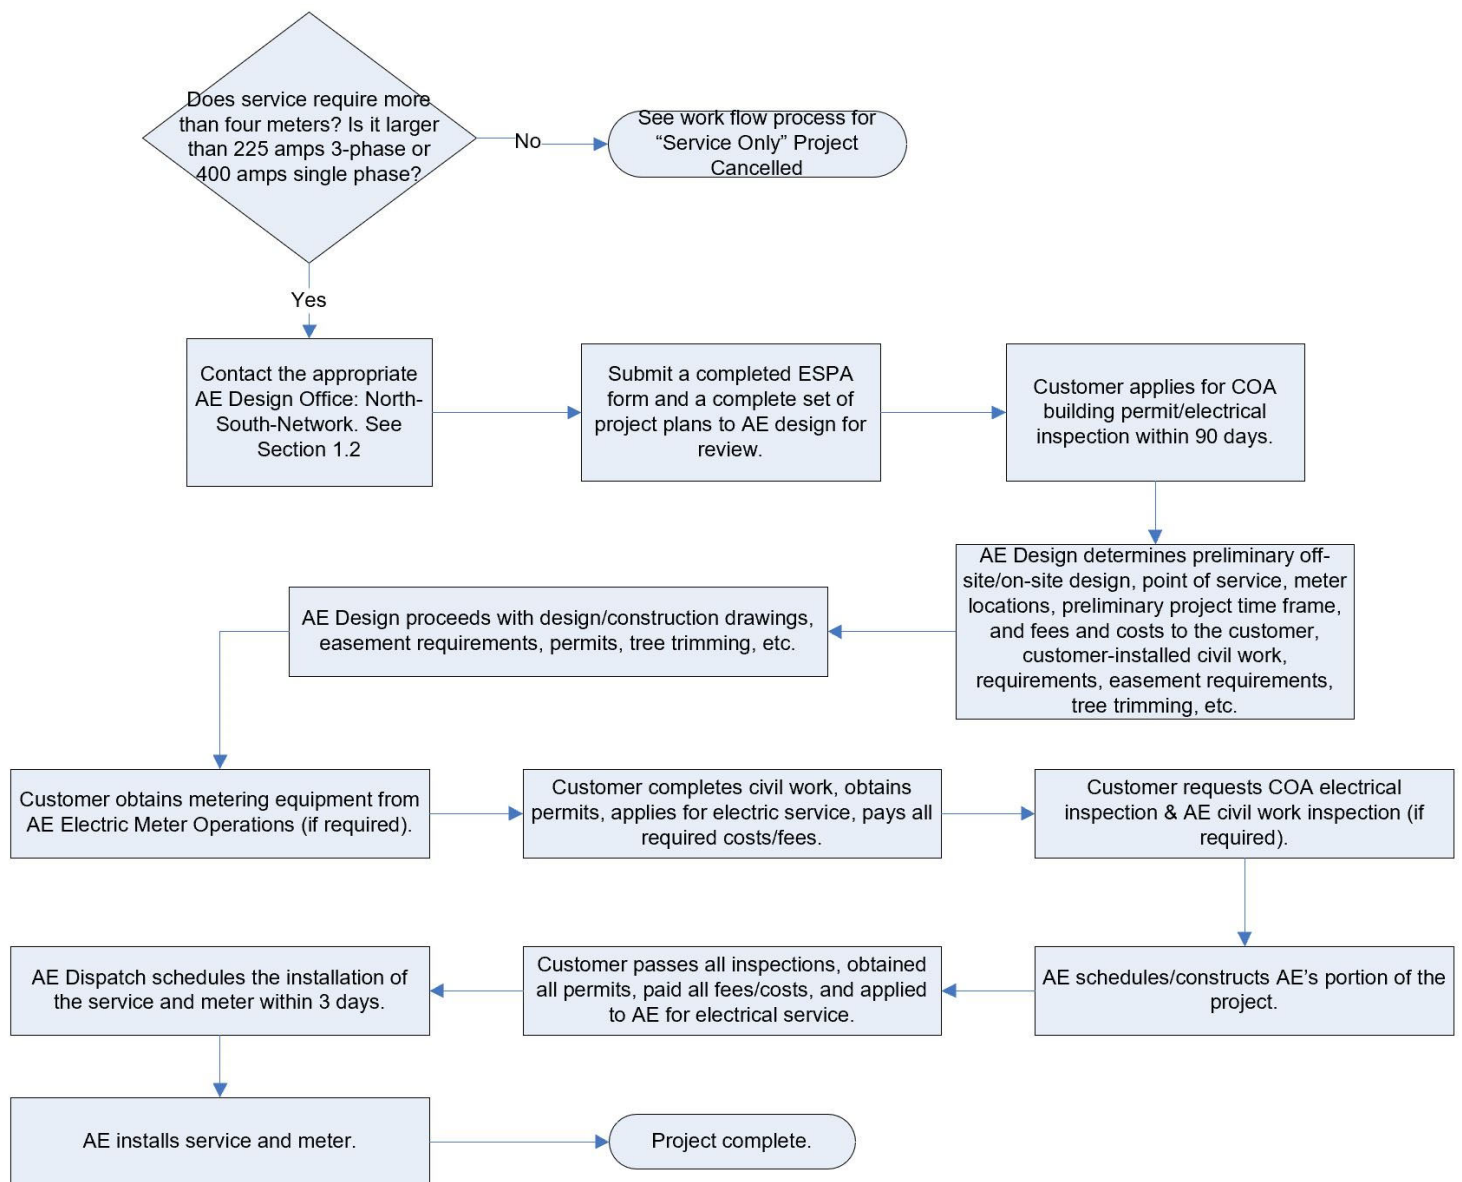 Does service require more
than four meters? Is it larger
than 225 amps 3-phase or
400 amps single phase?
No
See work flow process for
“Service Only” Project
Cancelled
Yes
Contact the appropriate
AE Design Office: North-
South-Network. See
Section 1.2
Submit a completed ESPA
form and a complete set of
project plans to AE design for
review.
Customer applies for COA
building permit/electrical
inspection within 90 days.
AE Design determines preliminary off-
site/on-site design, point of service, meter
locations, preliminary project time frame,
and fees and costs to the customer,
customer-installed civil work,
requirements, easement requirements,
tree trimming, etc.
AE Design proceeds with design/construction drawings,
easement requirements, permits, tree trimming, etc.
Customer obtains metering equipment from
AE Electric Meter Operations (if required).
Customer completes civil work, obtains
permits, applies for electric service, pays all
required costs/fees.
Customer requests COA electrical
inspection & AE civil work inspection (if
required).
AE schedules/constructs AE’s portion of the
project.
Customer passes all inspections, obtained
all permits, paid all fees/costs, and applied
to AE for electrical service.
AE Dispatch schedules the installation of
the service and meter within 3 days.
AE installs service and meter.
Project complete.